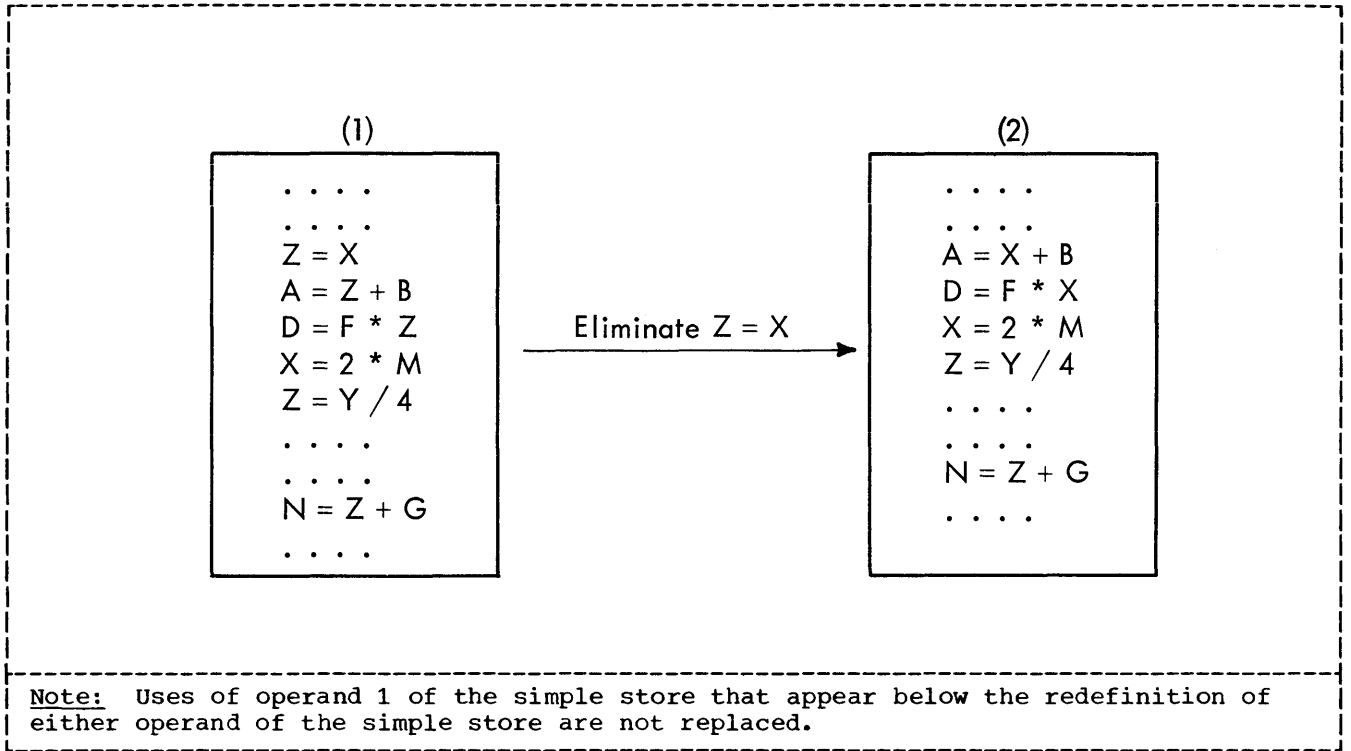 (1)
. . . .
. . . .
Z = X
A = Z + B
D = F * Z
X = 2 * M
Z = Y / 4
. . . .
. . . .
N = Z + G
. . . .
Eliminate Z = X
(2)
. . . .
. . . .
A = X + B
D = F * X
X = 2 * M
Z = Y / 4
. . . .
. . . .
N = Z + G
. . . .
Note: Uses of operand 1 of the simple store that appear below the redefinition of
either operand of the simple store are not replaced.